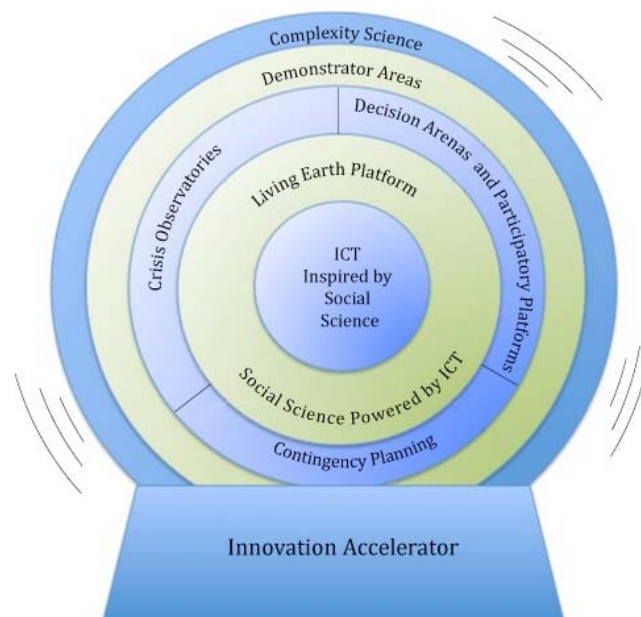 Complexity Science
Demonstrator Areas
Decision Arenas and Participatory Platforms
Crisis Observatories
Living Earth Platform
ICT
Inspired by
Social
Science
Social Science Powered by ICT
Contingency Planning
Innovation Accelerator